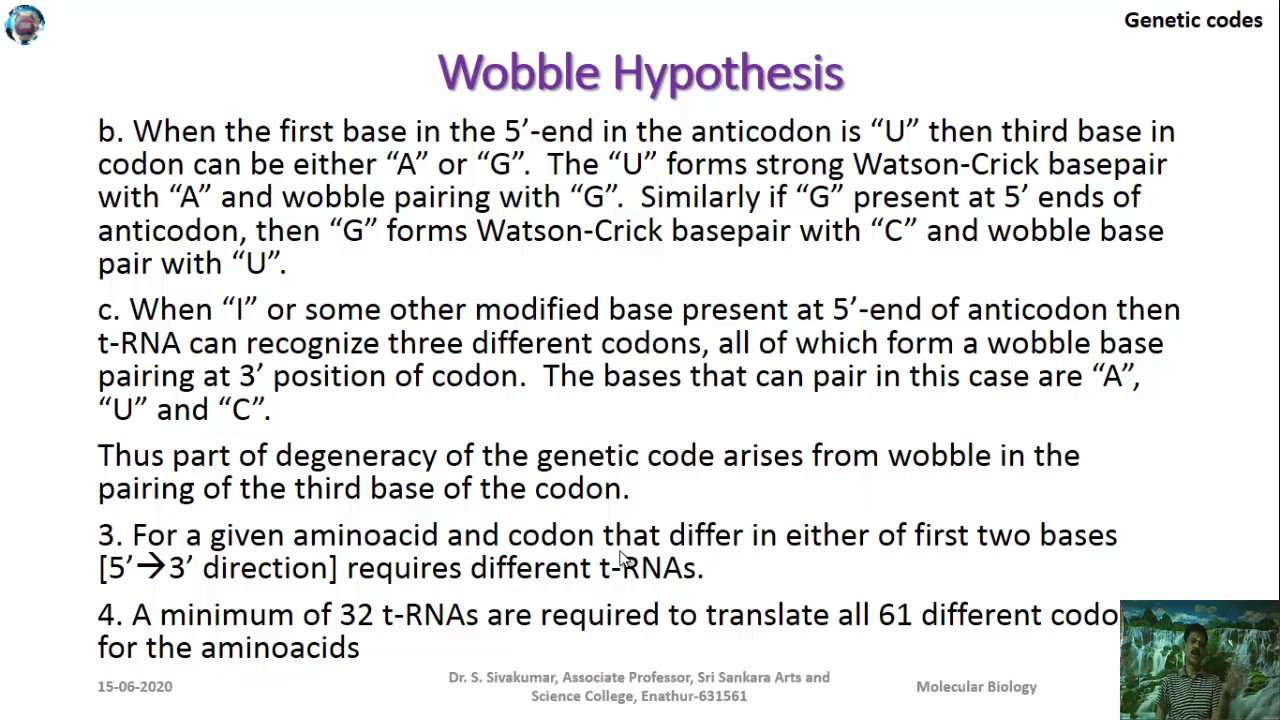 Genetic codes
Wobble Hypothesis
b. When the first base in the 5’-end in the anticodon is “U” then third base in
codon can be either “A” or “G”. The “U” forms strong Watson-Crick basepair
with “A” and wobble pairing with “G”. Similarly if “G” present at 5’ ends of
anticodon, then “G” forms Watson-Crick basepair with “C” and wobble base
pair with “U”.
c. When “I” or some other modified base present at 5’-end of anticodon then
t-RNA can recognize three different codons, all of which form a wobble base
pairing at 3’ position of codon. The bases that can pair in this case are “A”,
“U” and “C”.
Thus part of degeneracy of the genetic code arises from wobble in the
pairing of the third base of the codon.
3. For a given aminoacid and codon that differ in either of first two bases
[5’→3’ direction] requires different t-RNAs.
4. A minimum of 32 t-RNAs are required to translate all 61 different codo
for the aminoacids
15-06-2020
Dr. S. Sivakumar, Associate Professor, Sri Sankara Arts and
Science College, Enathur-631561
Molecular Biology